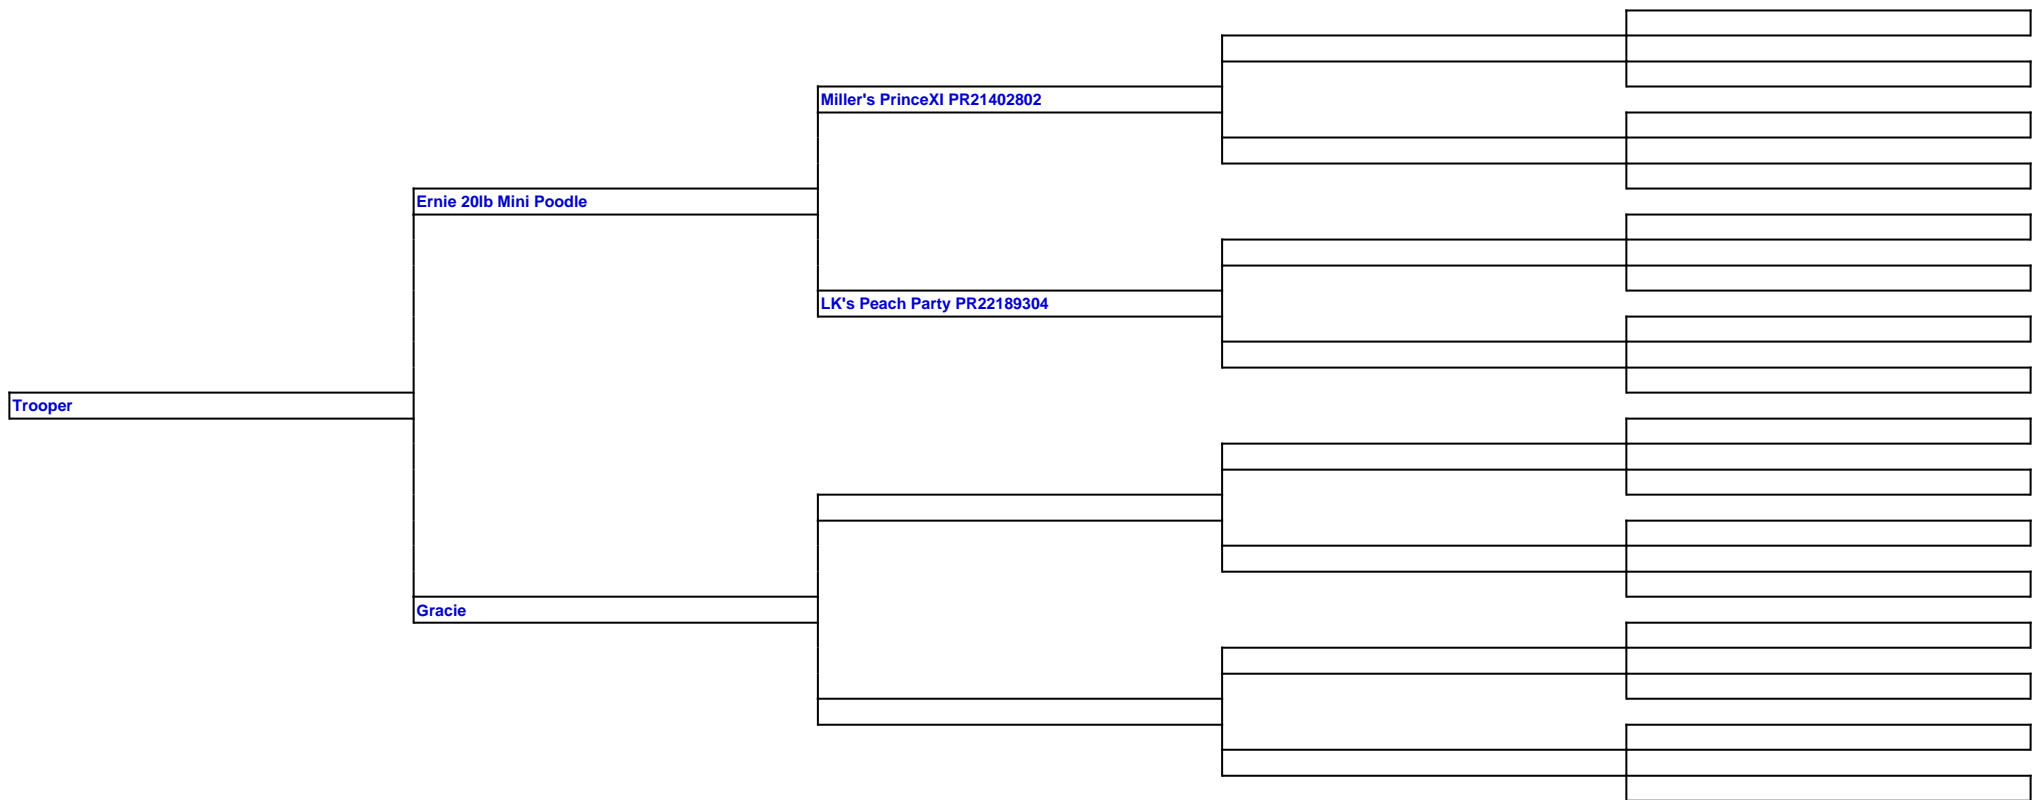 Miller's PrinceXI PR21402802
Ernie 20lb Mini Poodle
LK's Peach Party PR22189304
Trooper
Gracie